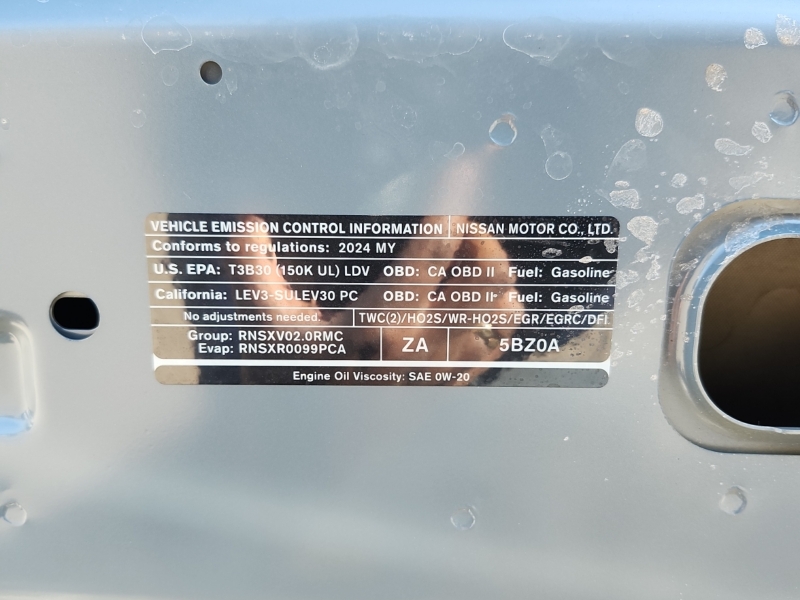 VEHICLE EMISSION CONTROL INFORMATION NISSAN MOTOR CO., LTD.
Conforms to regulations: 2024 MY
U.S. EPA: T3B30 (150K UL) LDV OBD: CA OBD II Fuel: Gasoline
California: LEV3-SULEV30 PC OBD: CA OBD II Fuel: Gasoline
No adjustments needed. TWC(2)/HO2S/WR-HO2S/EGR/EGRC/DFI
Group: RNSXV02.0RMC
Evap: RNSXR0099PCA ZA 5BZ0A
Engine Oil Viscosity: SAE 0W-20